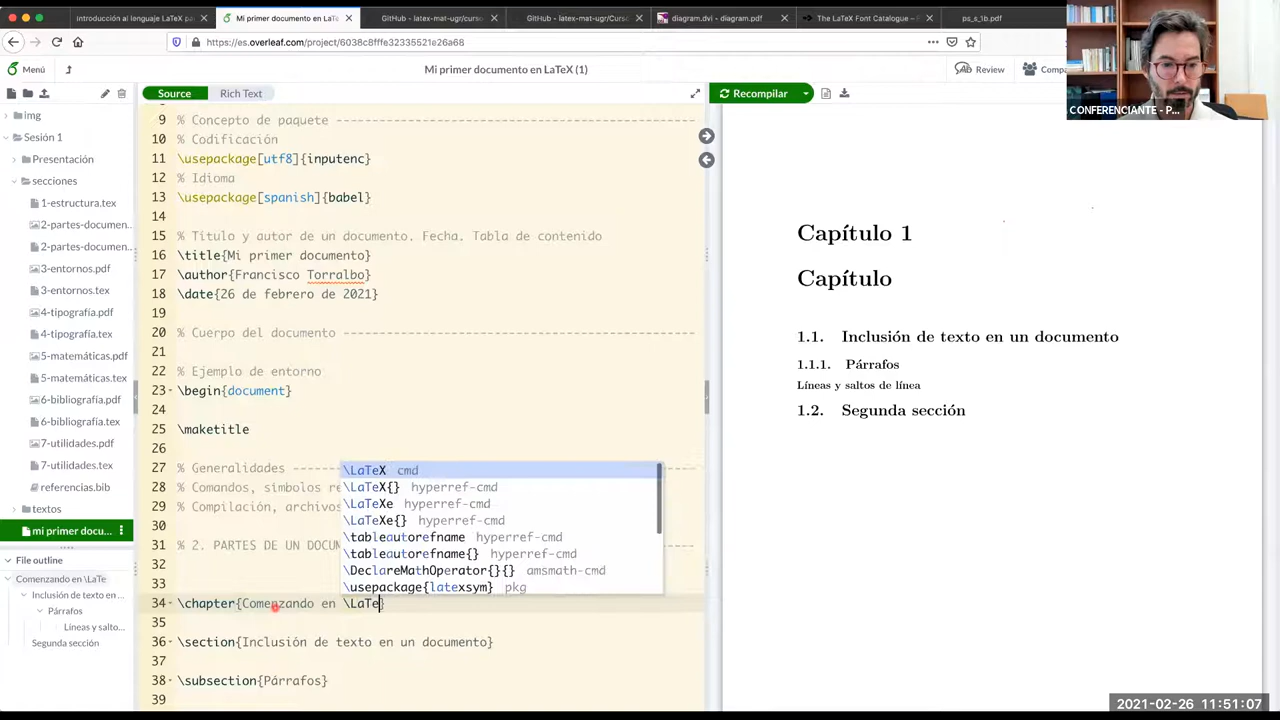 Introducción al lenguaje LaTeX pa
Mi primer documento en LaTe
GitHub - latex-mat-ugr/curso
GitHub - latex-mat-ugr/Curso
diagram.dvi - diagram.pdf
The LaTeX Font Catalogue –
ps_s_1b.pdf
https://es.overleaf.com/project/6038c8fffe32335521e26a68
Menú
Mi primer documento en LaTeX (1)
Review
Comp
CONFERENCIANTE - P...
Source
Rich Text
Recompilar
img
Sesión 1
Presentación
secciones
1-estructura.tex
2-partes-documen...
2-partes-documen...
3-entornos.pdf
3-entornos.tex
4-tipografía.pdf
4-tipografía.tex
5-matemáticas.pdf
5-matemáticas.tex
6-bibliografía.pdf
6-bibliografía.tex
7-utilidades.pdf
7-utilidades.tex
referencias.bib
textos
mi primer docu...
File outline
Comenzando en \LaTe
Inclusión de texto en ...
Párrafos
Líneas y salto...
Segunda sección
9 % Concepto de paquete
10 % Codificación
11 \usepackage[utf8]{inputenc}
12 % Idioma
13 \usepackage[spanish]{babel}
14
15 % Título y autor de un documento. Fecha. Tabla de contenido
16 \title{Mi primer documento}
17 \author{Francisco Torralbo}
18 \date{26 de febrero de 2021}
19
20 % Cuerpo del documento
21
22 % Ejemplo de entorno
23 \begin{document}
24
25 \maketitle
26
27 % Generalidades
28 % Comandos, símbolos re
29 % Compilación, archivos
30
31 % 2. PARTES DE UN DOCUM
32
33
34 \chapter{Comenzando en \LaTe}
35
36 \section{Inclusión de texto en un documento}
37
38 \subsection{Párrafos}
39
\LaTeX cmd
\LaTeX{} hyperref-cmd
\LaTeXe hyperref-cmd
\LaTeXe{} hyperref-cmd
\tableautorefname hyperref-cmd
\tableautorefname{} hyperref-cmd
\DeclareMathOperator{}{} amsmath-cmd
\usepackage{latexsym} pkg
Capítulo 1
Capítulo
1.1. Inclusión de texto en un documento
1.1.1. Párrafos
Líneas y saltos de línea
1.2. Segunda sección
2021-02-26 11:51:07